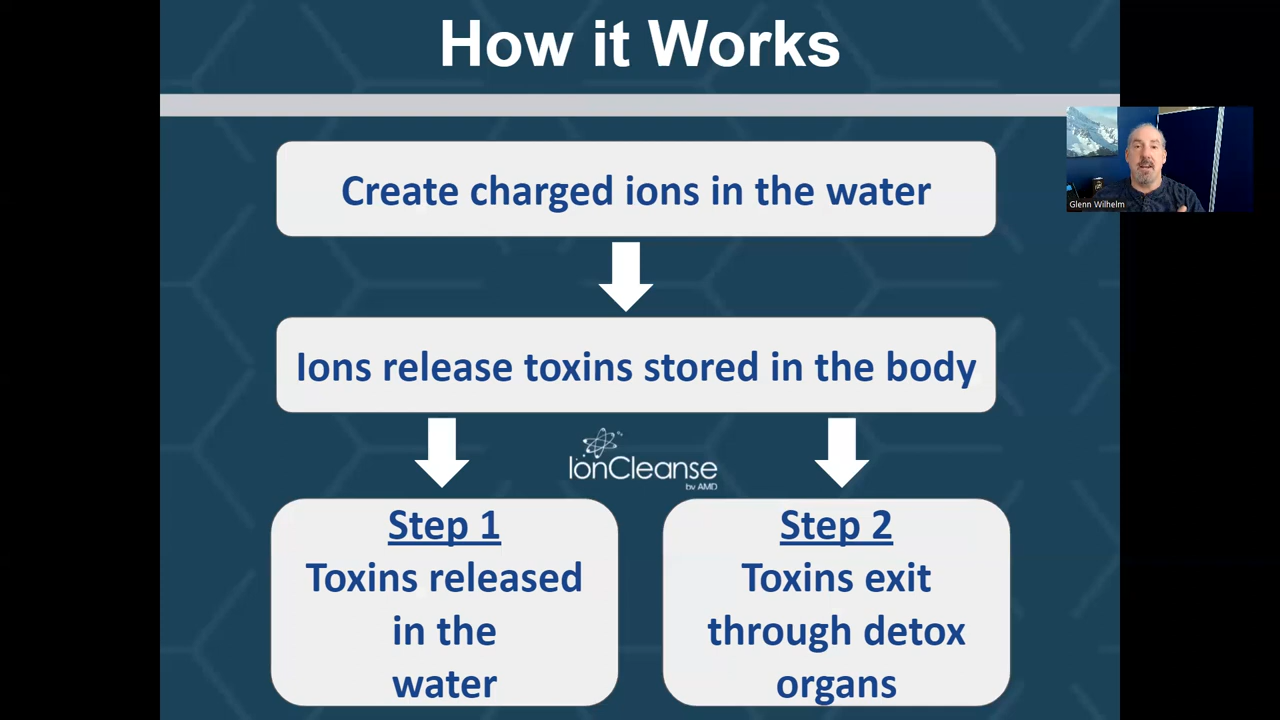 How it Works
Create charged ions in the water
Glenn Wilhelm
Ions release toxins stored in the body
IonCleanse
by AMD
Step 1
Toxins released
in the
water
Step 2
Toxins exit
through detox
organs